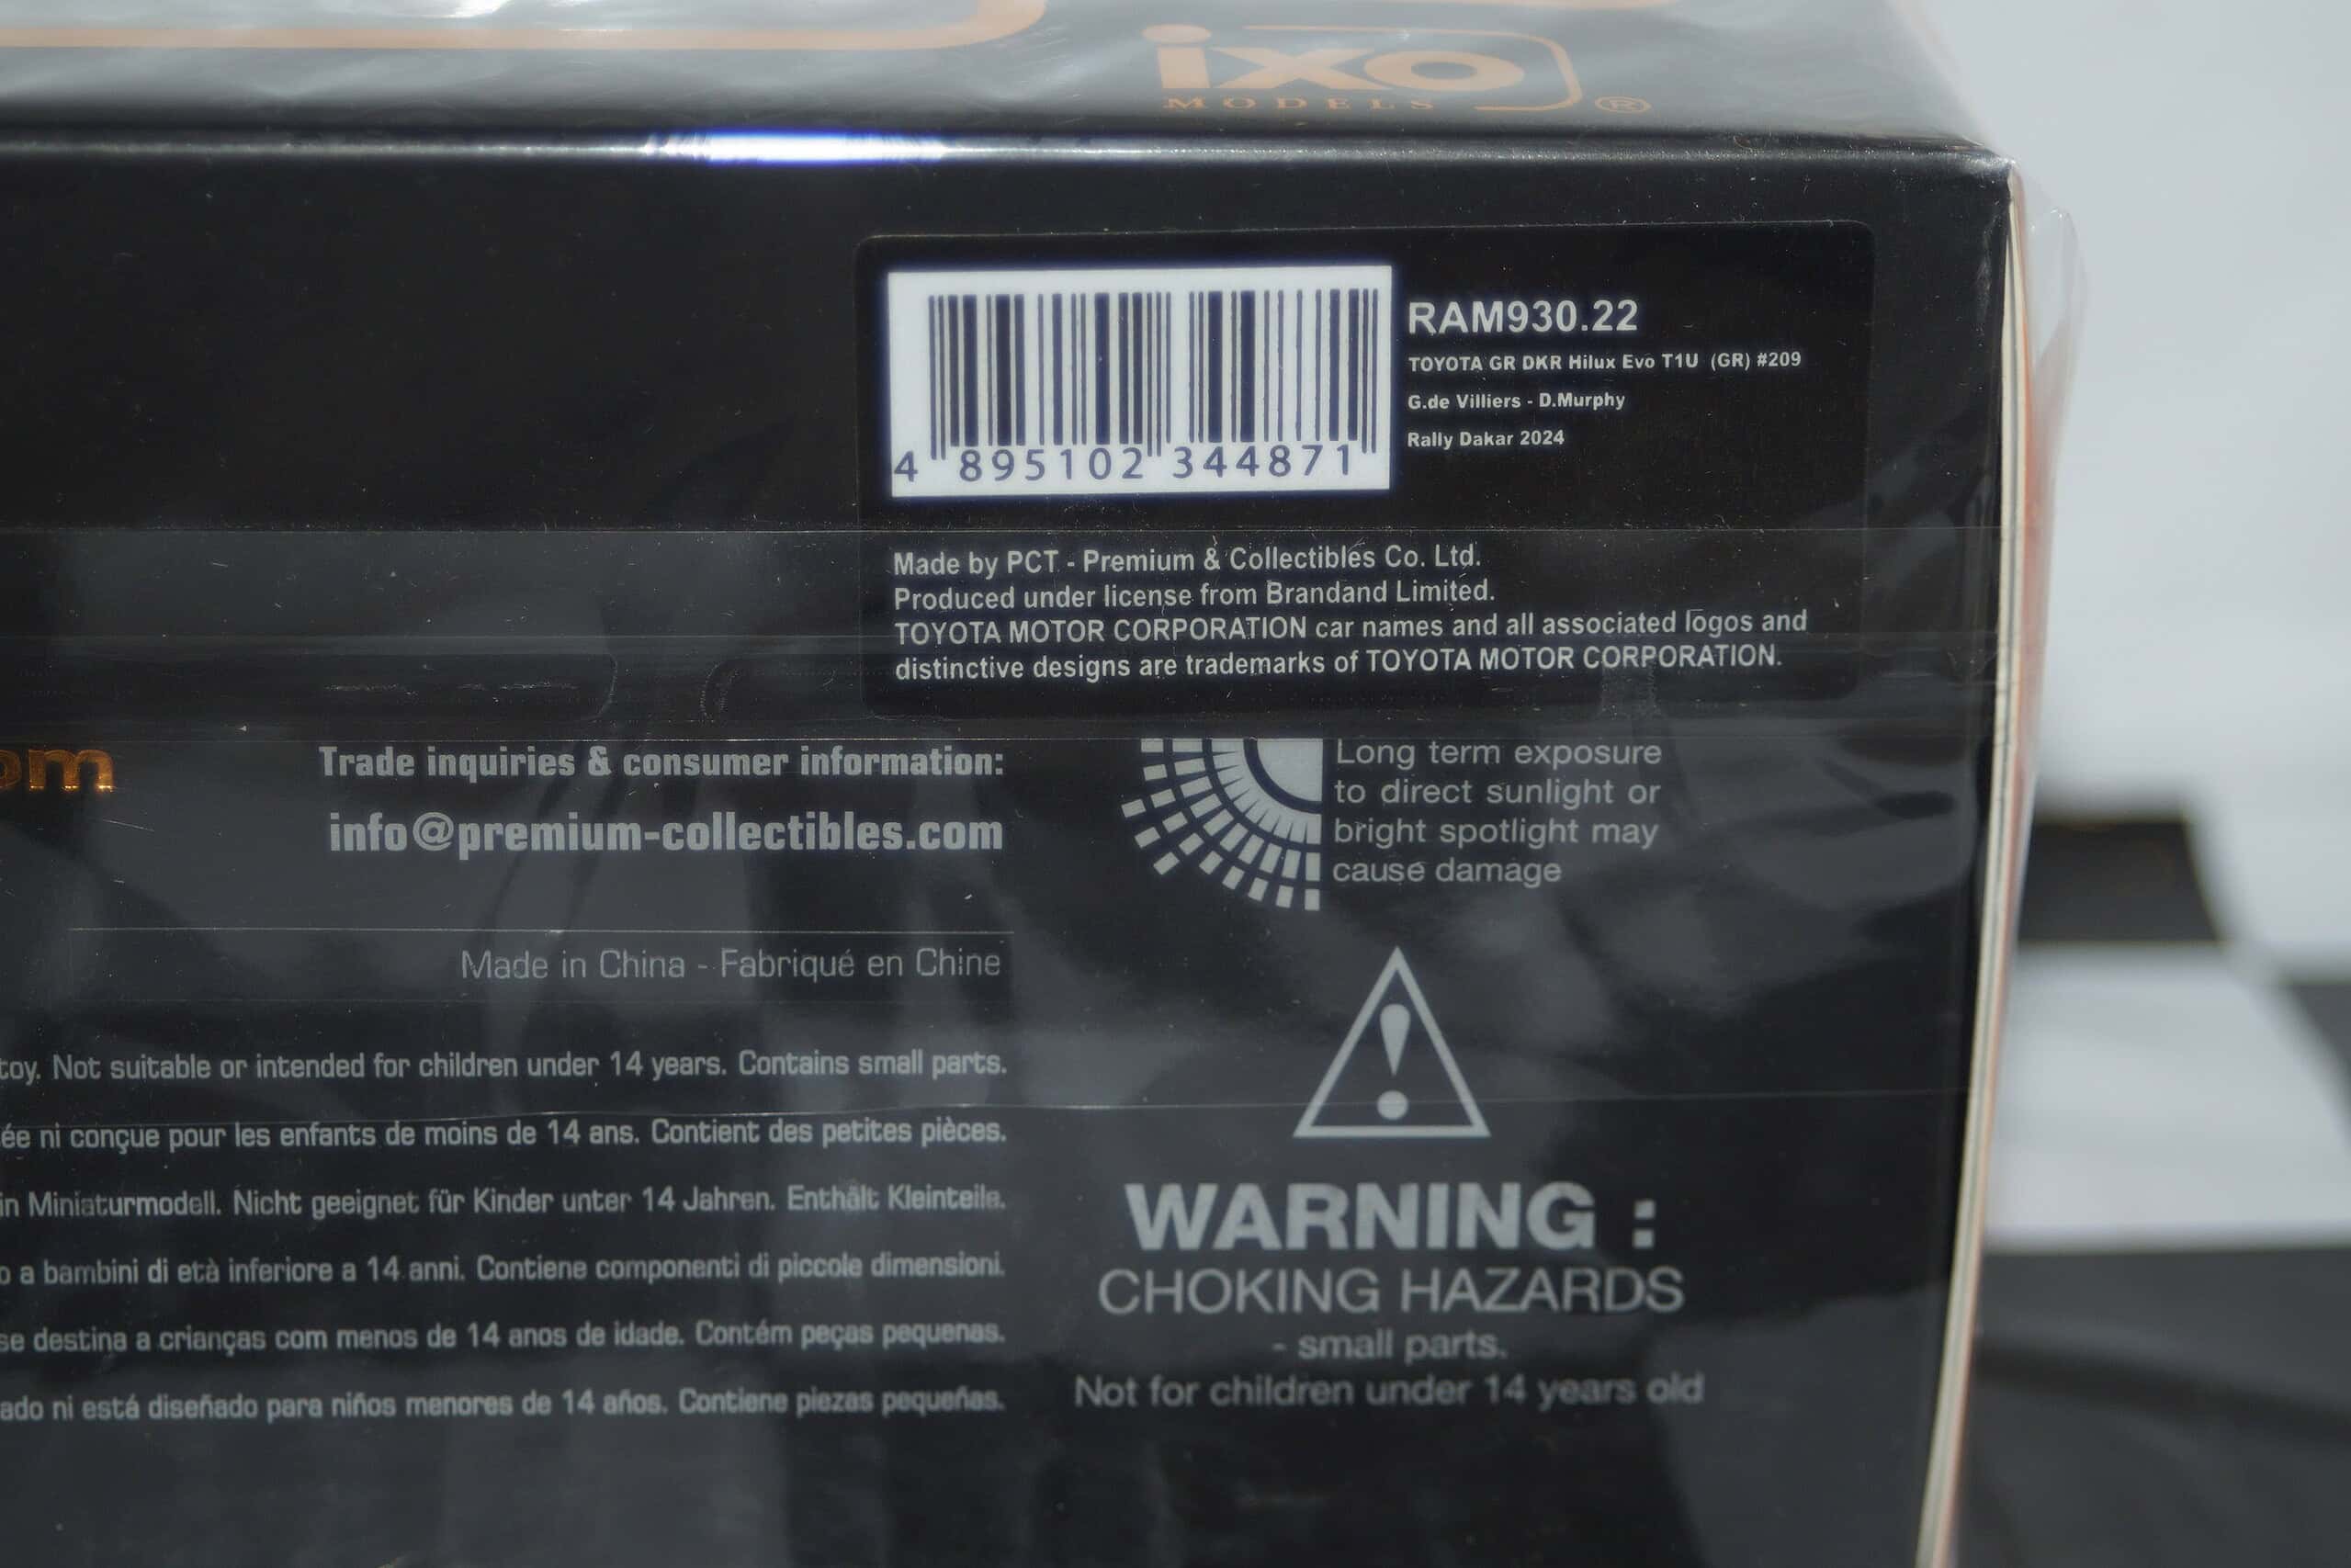 ixo
MODELS ®
RAM930.22
TOYOTA GR DKR Hilux Evo T1U (GR) #209
G.de Villiers - D.Murphy
Rally Dakar 2024
4 895102 344871
Made by PCT - Premium & Collectibles Co. Ltd.
Produced under license from Brandand Limited.
TOYOTA MOTOR CORPORATION car names and all associated logos and
distinctive designs are trademarks of TOYOTA MOTOR CORPORATION.
om
Trade inquiries & consumer information:
info@premium-collectibles.com
Long term exposure
to direct sunlight or
bright spotlight may
cause damage
Made in China - Fabriqué en Chine
toy. Not suitable or intended for children under 14 years. Contains small parts.
ée ni conçue pour les enfants de moins de 14 ans. Contient des petites pièces.
in Miniaturmodell. Nicht geeignet für Kinder unter 14 Jahren. Enthält Kleinteile.
o a bambini di età inferiore a 14 anni. Contiene componenti di piccole dimensioni.
se destina a crianças com menos de 14 anos de idade. Contém peças pequenas.
ado ni está diseñado para niños menores de 14 años. Contiene piezas pequeñas.
WARNING :
CHOKING HAZARDS
- small parts.
Not for children under 14 years old